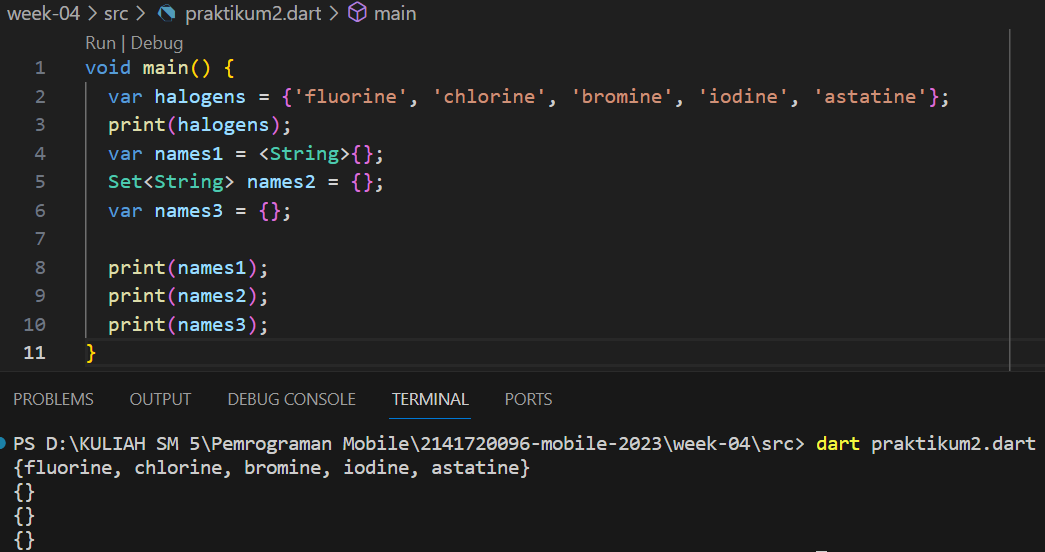 week-04 > src > praktikum2.dart > main
Run | Debug
1 void main() {
2 var halogens = {'fluorine', 'chlorine', 'bromine', 'iodine', 'astatine'};
3 print(halogens);
4 var names1 = <String>{};
5 Set<String> names2 = {};
6 var names3 = {};
7
8 print(names1);
9 print(names2);
10 print(names3);
11 }
PROBLEMS OUTPUT DEBUG CONSOLE TERMINAL PORTS
PS D:\KULIAH SM 5\Pemrograman Mobile\2141720096-mobile-2023\week-04\src> dart praktikum2.dart
{fluorine, chlorine, bromine, iodine, astatine}
{}
{}
{}